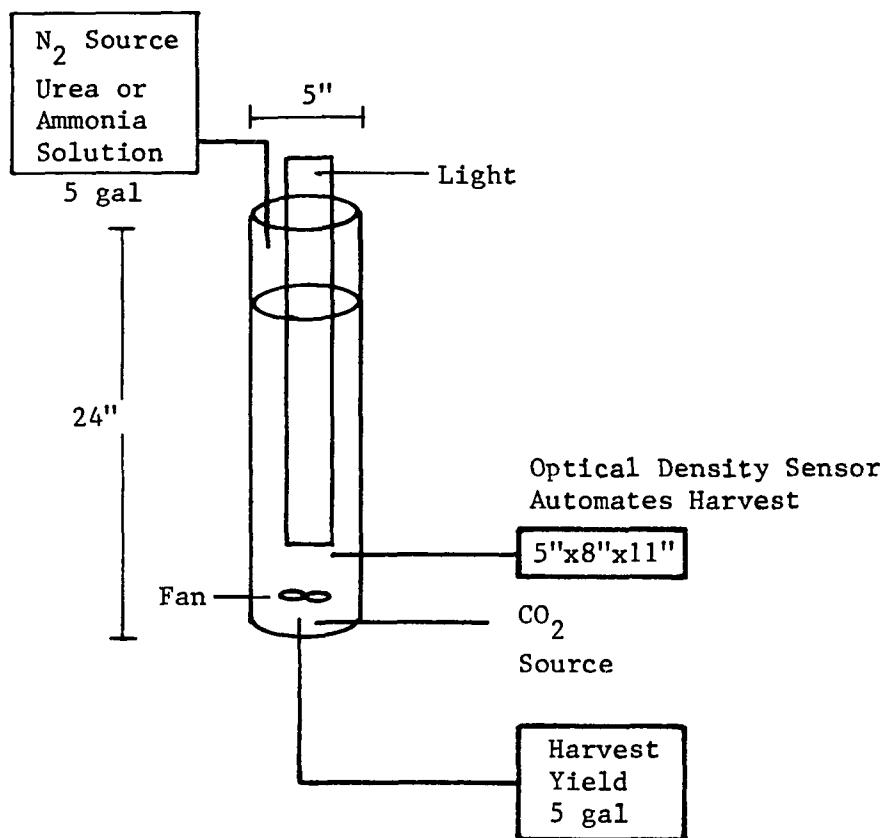 N2 Source
Urea or
Ammonia
Solution
5 gal
5"
Light
24"
Optical Density Sensor
Automates Harvest
5"x8"x11"
Fan
CO2
Source
Harvest
Yield
5 gal